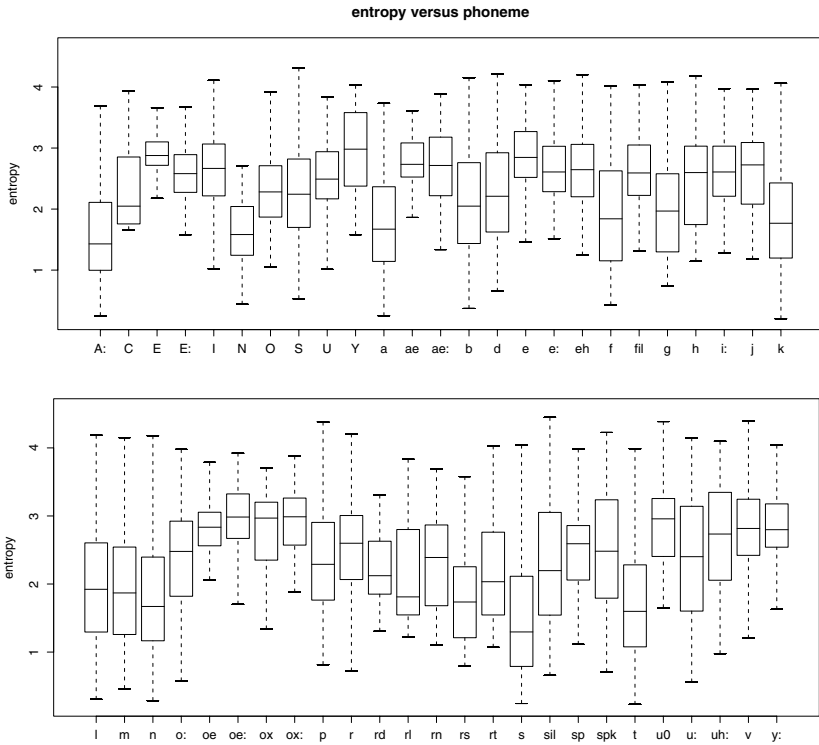 entropy versus phoneme
entropy
4
3
2
1
A: C E E: I N O S U Y a ae ae: b d e e: eh f fil g h i: j k
entropy
4
3
2
1
l m n o: oe oe: ox ox: p r rd rl rn rs rt s sil sp spk t u0 u: uh: v y: